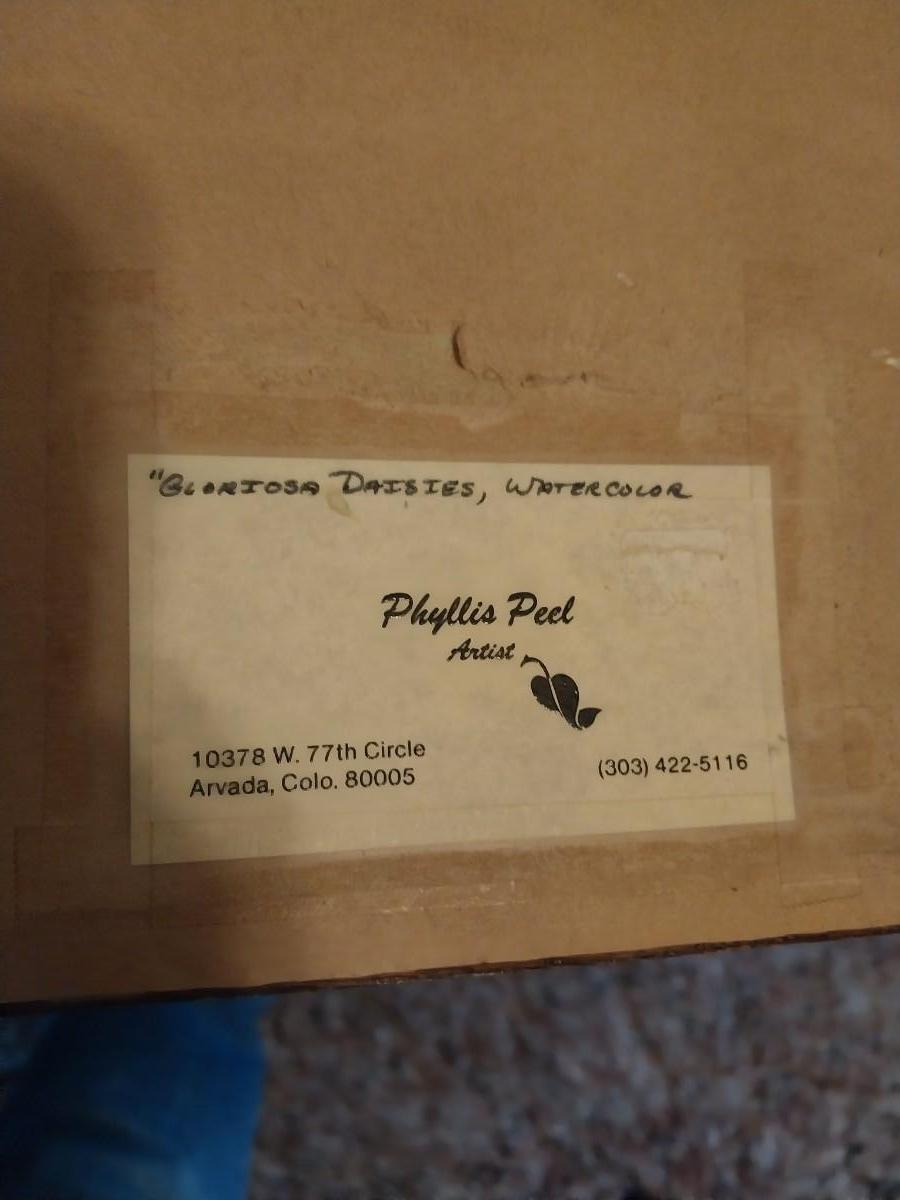 "GLORIOSA DAISIES, WATERCOLOR
Phyllis Peel
Artist
10378 W. 77th Circle
Arvada, Colo. 80005
(303) 422-5116